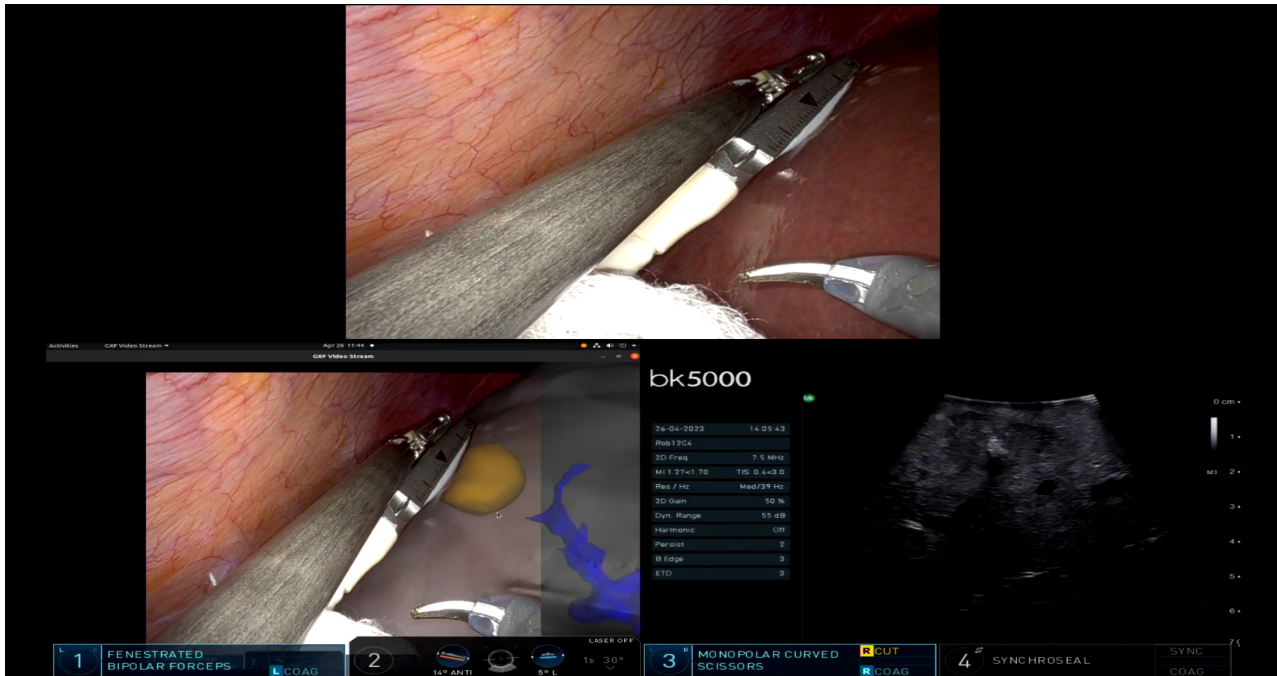 Activities GXF Video Stream Apr 26 11:44
GXF Video Stream
bk5000
bk
26-04-2023 14:05:43
Rob12C4
2D Freq 7.5 MHz
MI 1.27<1.70 TIS 0.4<3.0
Res / Hz Med/39 Hz
2D Gain 50 %
Dyn. Range 55 dB
Harmonic Off
Persist 2
B Edge 3
ETD 3
0 cm
1
M3
2
3
4
5
6
1 FENESTRATED
BIPOLAR FORCEPS
L COAG
2
LASER OFF
14° ANTI
5° L
1x 30°
3 MONOPOLAR CURVED
SCISSORS
R CUT
R COAG
4 SYNCHROSEAL
SYNC
COAG